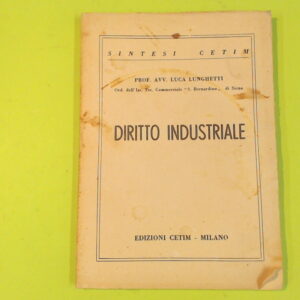 SINTESI CETIM
PROF. AVV. LUCA LUNGHETTI
Ord. dell'Ist. Tec. Commerciale "S. Bernardino„ di Siena
DIRITTO INDUSTRIALE
EDIZIONI CETIM - MILANO